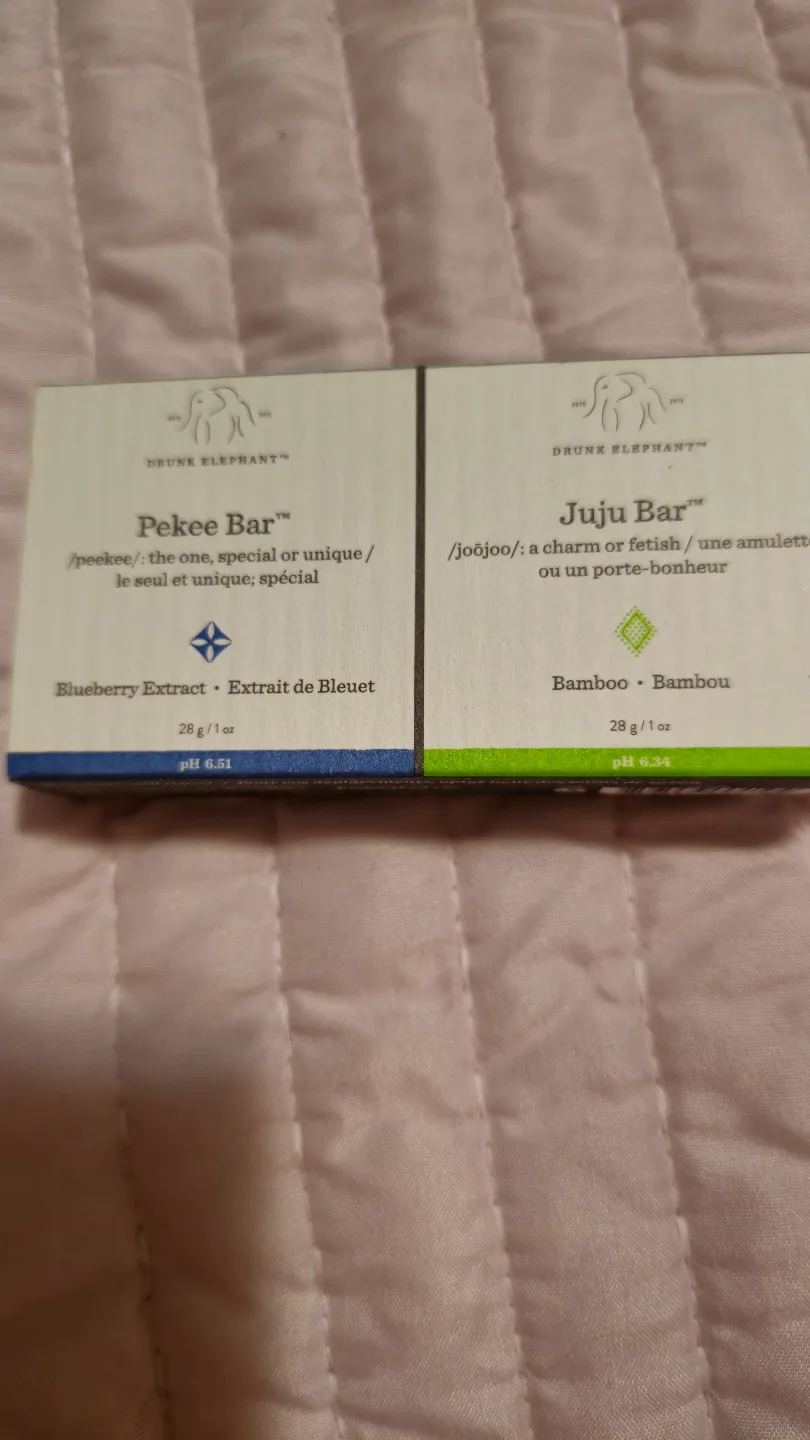 DRUNK ELEPHANT™
Pekee Bar™
/peekee/: the one, special or unique /
le seul et unique; spécial
Blueberry Extract • Extrait de Bleuet
28 g / 1 oz
pH 6.51
DRUNK ELEPHANT™
Juju Bar™
/joōjoo/: a charm or fetish / une amulett
ou un porte-bonheur
Bamboo • Bambou
28 g / 1 oz
pH 6.34